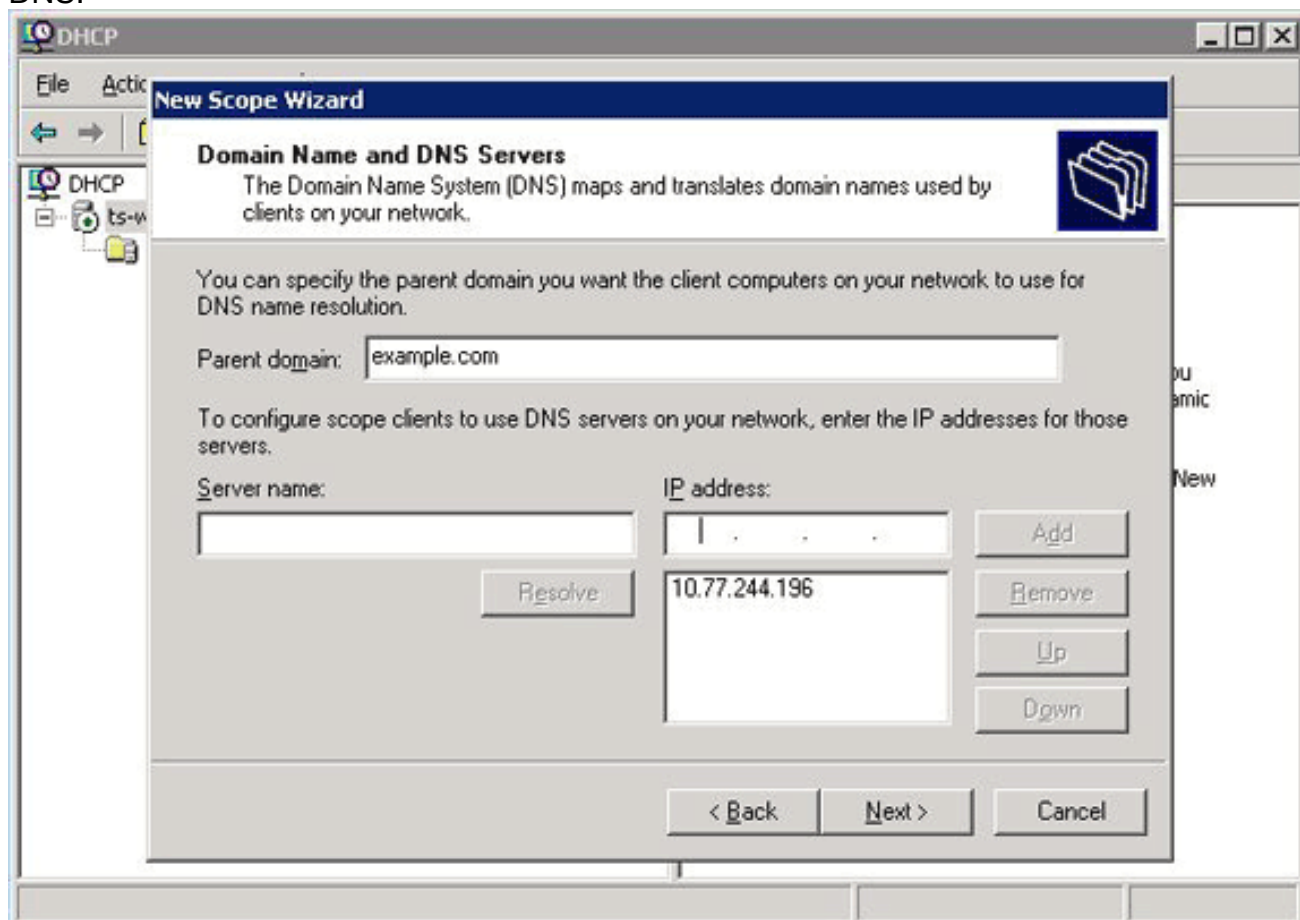 DNS.
DHCP
File Actio
New Scope Wizard
Domain Name and DNS Servers
The Domain Name System (DNS) maps and translates domain names used by
clients on your network.
DHCP
ts-w
You can specify the parent domain you want the client computers on your network to use for
DNS name resolution.
Parent domain: example.com
To configure scope clients to use DNS servers on your network, enter the IP addresses for those
servers.
Server name: IP address:
. . . Add
Resolve 10.77.244.196 Remove
Up
Down
< Back Next > Cancel
ou
amic
New